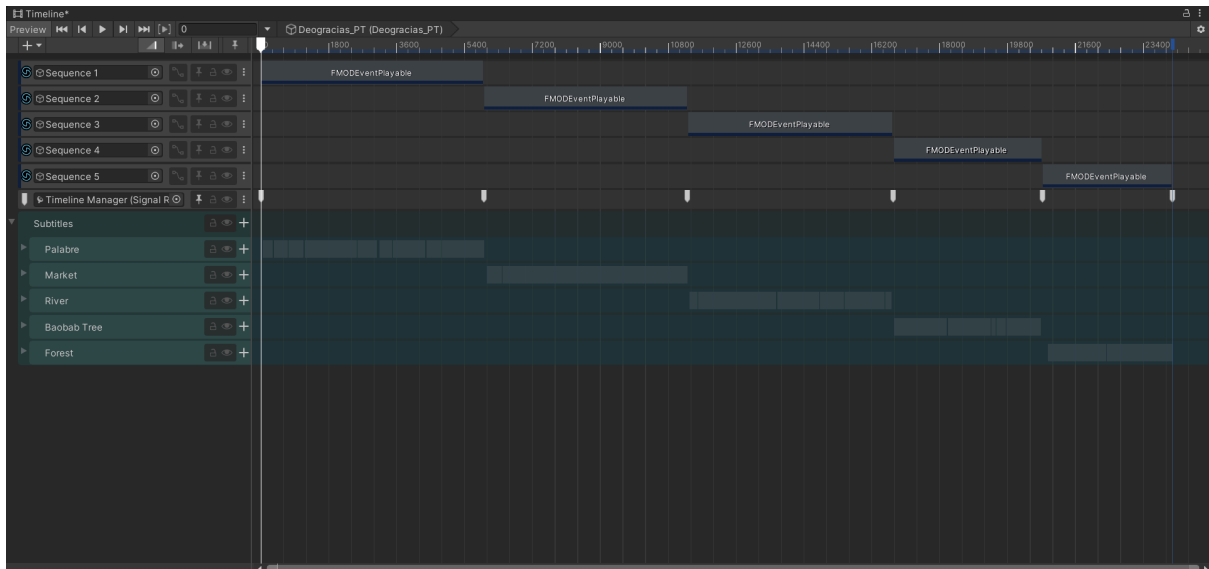 Timeline*
Preview 0 Deogracias_PT (Deogracias_PT)
1800 3600 5400 7200 9000 10800 12600 14400 16200 18000 19800 21600 23400
Sequence 1 FMODEventPlayable
Sequence 2 FMODEventPlayable
Sequence 3 FMODEventPlayable
Sequence 4 FMODEventPlayable
Sequence 5 FMODEventPlayable
Timeline Manager (Signal R
Subtitles
Palabre
Market
River
Baobab Tree
Forest